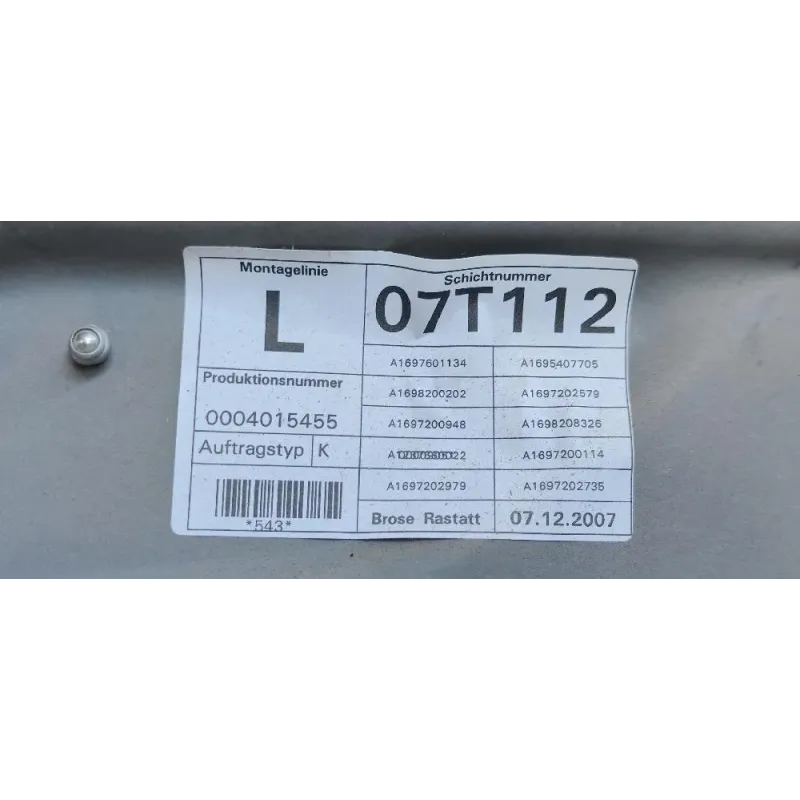 Montagelinie
L
Schichtnummer
07T112
Produktionsnummer
0004015455
Auftragstyp K
*543*
A1697601134 A1695407705
A1698200202 A1697202579
A1697200948 A1698208326
A1697200114
A1697202979 A1697202735
Brose Rastatt 07.12.2007